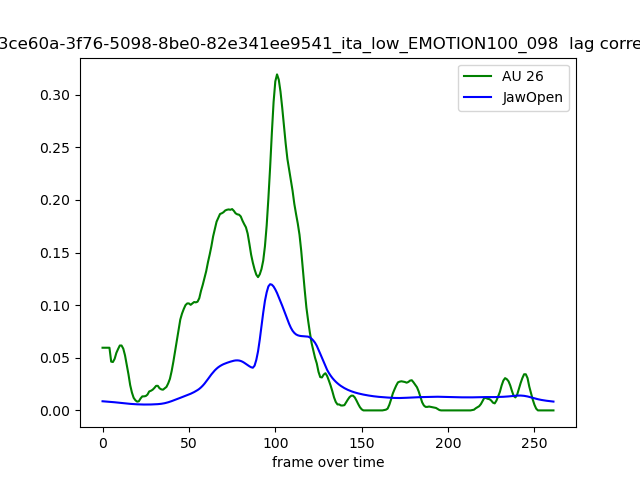 3ce60a-3f76-5098-8be0-82e341ee9541_ita_low_EMOTION100_098 lag corre
AU 26
JawOpen
0.30
0.25
0.20
0.15
0.10
0.05
0.00
0 50 100 150 200 250
frame over time